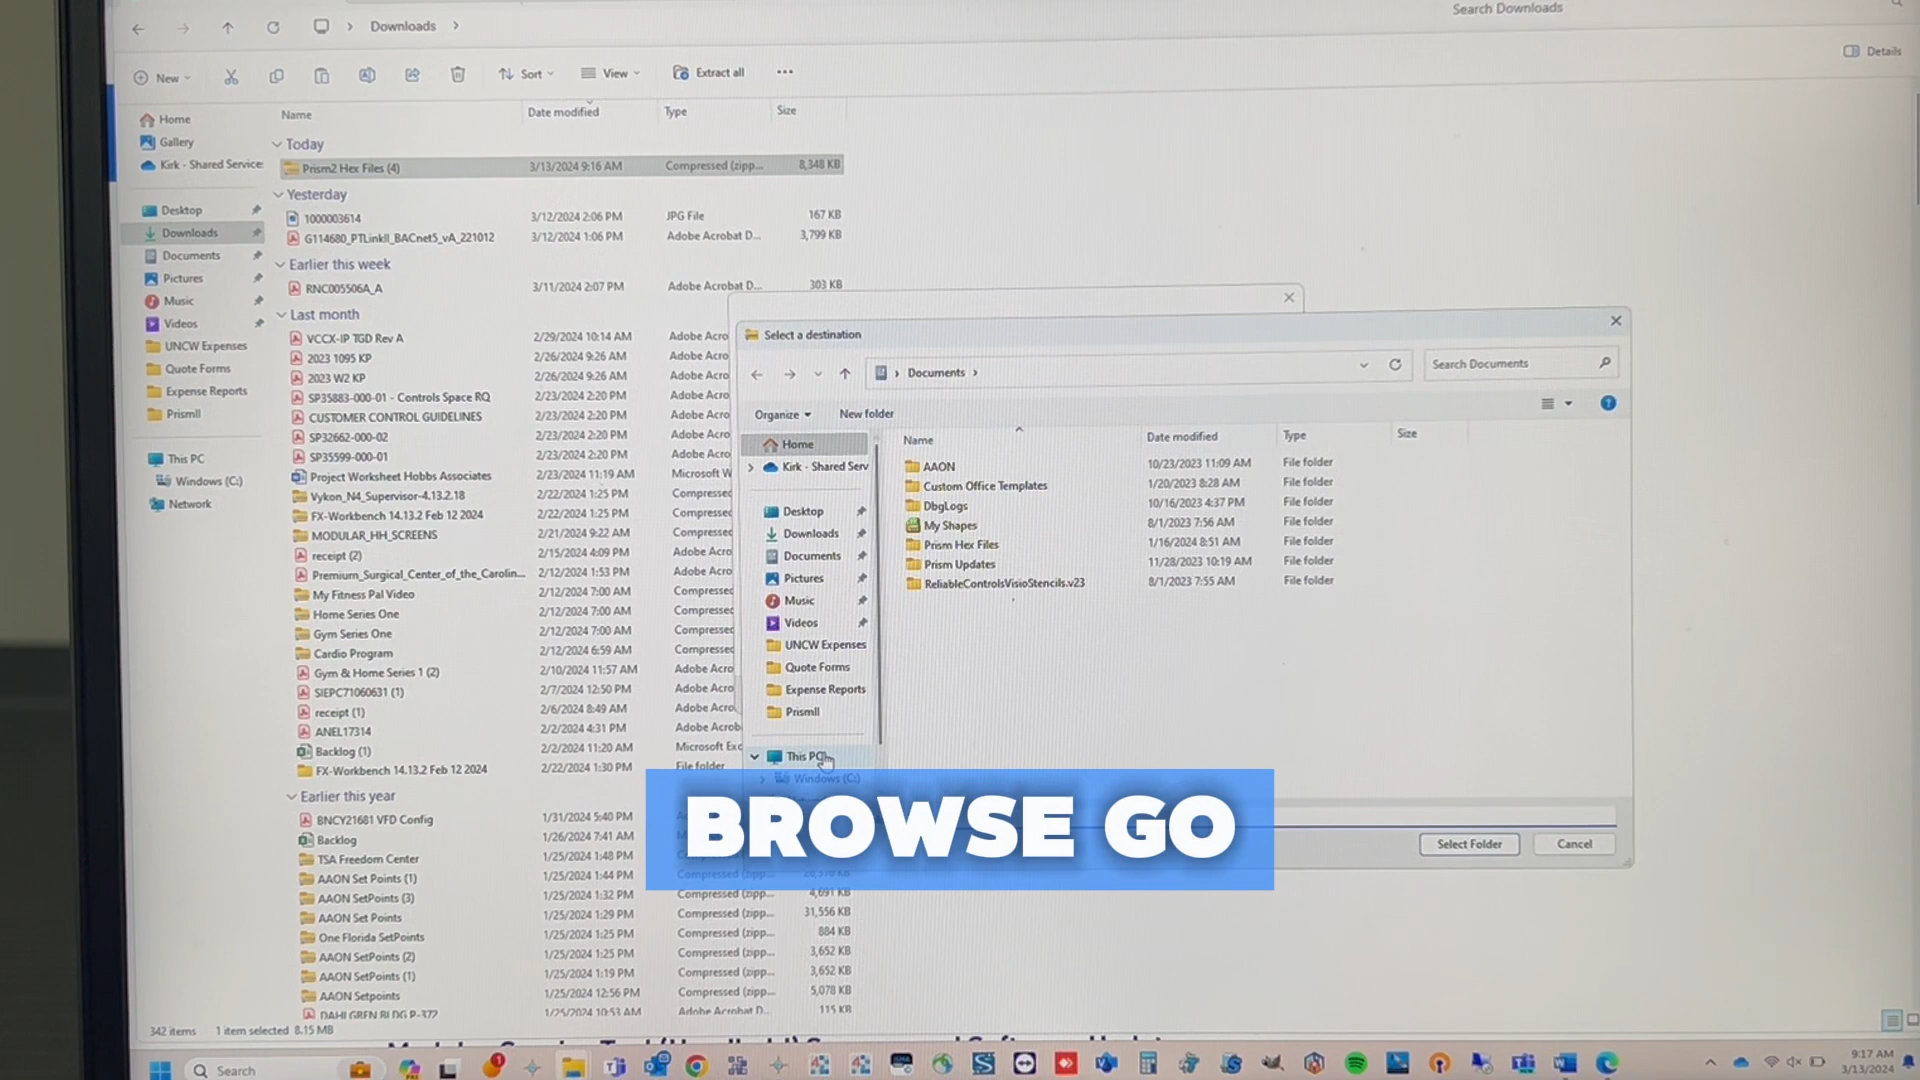 Downloads
Search Downloads
New
Sort
View
Extract all
Details
Home
Gallery
Kirk - Shared Service
Desktop
Downloads
Documents
Pictures
Music
Videos
UNCW Expenses
Quote Forms
Expense Reports
PrismII
This PC
Windows (C:)
Network
Name Date modified Type Size
Today
Prism2 Hex Files (4) 3/13/2024 9:16 AM Compressed (zipp... 8,348 KB
Yesterday
1000003614 3/12/2024 2:06 PM JPG File 167 KB
G114680_PTLinkII_BACnet5_vA_221012 3/12/2024 1:06 PM Adobe Acrobat D... 3,799 KB
Earlier this week
RNC005506A_A 3/11/2024 2:07 PM Adobe Acrobat D... 303 KB
Last month
VCCX-IP TGD Rev A 2/29/2024 10:14 AM Adobe Acro
2023 1095 KP 2/26/2024 9:26 AM Adobe Acro
2023 W2 KP 2/26/2024 9:26 AM Adobe Acro
SP35883-000-01 - Controls Space RQ 2/23/2024 2:20 PM Adobe Acro
CUSTOMER CONTROL GUIDELINES 2/23/2024 2:20 PM Adobe Acro
SP32662-000-02 2/23/2024 2:20 PM Adobe Acro
SP35599-000-01 2/23/2024 2:20 PM Adobe Acro
Project Worksheet Hobbs Associates 2/23/2024 11:19 AM Microsoft W
Vykon_N4_Supervisor-4.13.2.18 2/22/2024 1:25 PM Compressed
FX-Workbench 14.13.2 Feb 12 2024 2/22/2024 1:25 PM Compressed
MODULAR_HH_SCREENS 2/21/2024 9:22 AM Compressed
receipt (2) 2/15/2024 4:09 PM Adobe Acro
Premium_Surgical_Center_of_the_Carolin... 2/12/2024 1:53 PM Adobe Acro
My Fitness Pal Video 2/12/2024 7:00 AM Compressed
Home Series One 2/12/2024 7:00 AM Compressed
Gym Series One 2/12/2024 7:00 AM Compressed
Cardio Program 2/12/2024 6:59 AM Compressed
Gym & Home Series 1 (2) 2/10/2024 11:57 AM Adobe Acro
SIEPC71060631 (1) 2/7/2024 12:50 PM Adobe Acro
receipt (1) 2/6/2024 8:49 AM Adobe Acro
ANEL17314 2/2/2024 4:31 PM Adobe Acrob
Backlog (1) 2/2/2024 11:20 AM Microsoft Exc
FX-Workbench 14.13.2 Feb 12 2024 2/22/2024 1:30 PM File folder
Earlier this year
BNCY21681 VFD Config 1/31/2024 5:40 PM
Backlog 1/26/2024 7:41 AM
TSA Freedom Center 1/25/2024 1:48 PM
AAON Set Points (1) 1/25/2024 1:44 PM Compressed (zipp...
AAON SetPoints (3) 1/25/2024 1:32 PM Compressed (zipp... 4,691 KB
AAON Set Points 1/25/2024 1:29 PM Compressed (zipp... 31,556 KB
One Florida SetPoints 1/25/2024 1:25 PM Compressed (zipp... 884 KB
AAON SetPoints (2) 1/25/2024 1:25 PM Compressed (zipp... 3,652 KB
AAON SetPoints (1) 1/25/2024 1:19 PM Compressed (zipp... 3,652 KB
AAON Setpoints 1/25/2024 12:56 PM Compressed (zipp... 5,078 KB
DAHLGREN BLDG P-372 1/25/2024 10:53 AM Adobe Acrobat D... 115 KB
342 items 1 item selected 8.15 MB
Select a destination
Documents
Search Documents
Organize
New folder
Home
Kirk - Shared Serv
Desktop
Downloads
Documents
Pictures
Music
Videos
UNCW Expenses
Quote Forms
Expense Reports
PrismII
This PC
Windows (C:)
Name Date modified Type Size
AAON 10/23/2023 11:09 AM File folder
Custom Office Templates 1/20/2023 8:28 AM File folder
DbgLogs 10/16/2023 4:37 PM File folder
My Shapes 8/1/2023 7:56 AM File folder
Prism Hex Files 1/16/2024 8:51 AM File folder
Prism Updates 11/28/2023 10:19 AM File folder
ReliableControlsVisioStencils.v23 8/1/2023 7:55 AM File folder
Select Folder
Cancel
BROWSE GO
Search
9:17 AM
3/13/2024